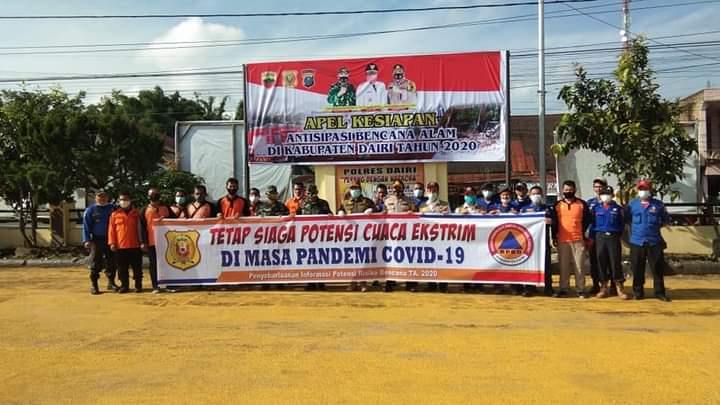 APEL KESIAPAN
ANTISIPASI BENCANA ALAM
DI KABUPATEN DAIRI TAHUN 2020
POLRES DAIRI
TETAP SIAGA POTENSI CUACA EKSTRIM
DI MASA PANDEMI COVID-19
Penyebarluasan Informasi Potensi Risiko Bencana TA. 2020
BPBD